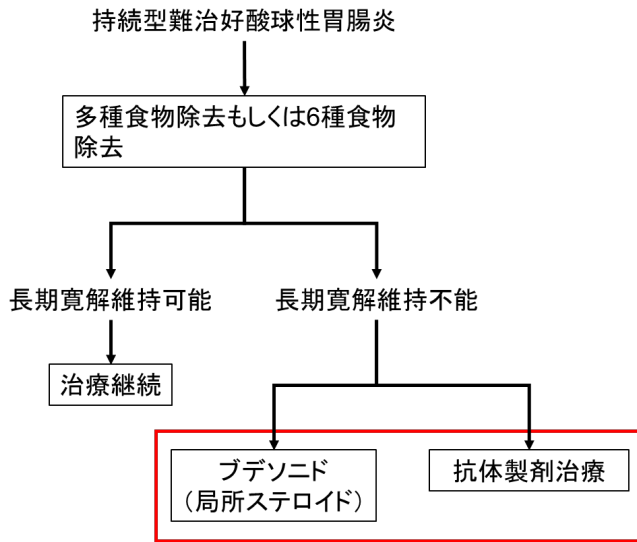 持続型難治好酸球性胃腸炎
多種食物除去もしくは6種食物
除去
長期寛解維持可能
長期寛解維持不能
治療継続
ブデソニド
（局所ステロイド）
抗体製剤治療